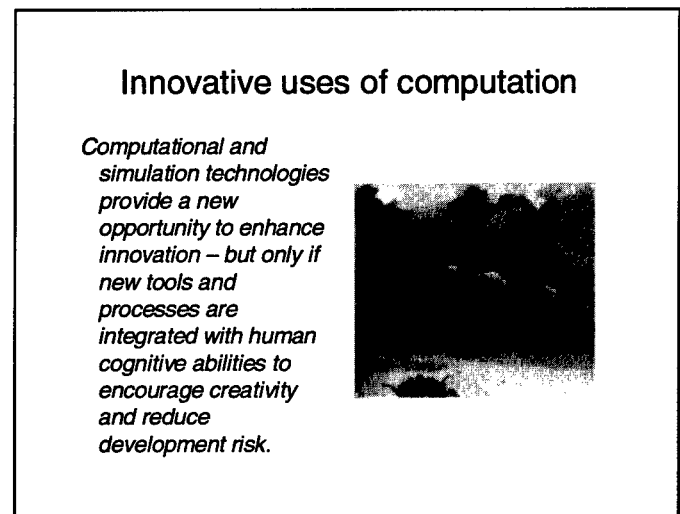 Innovative uses of computation
Computational and
simulation technologies
provide a new
opportunity to enhance
innovation – but only if
new tools and
processes are
integrated with human
cognitive abilities to
encourage creativity
and reduce
development risk.